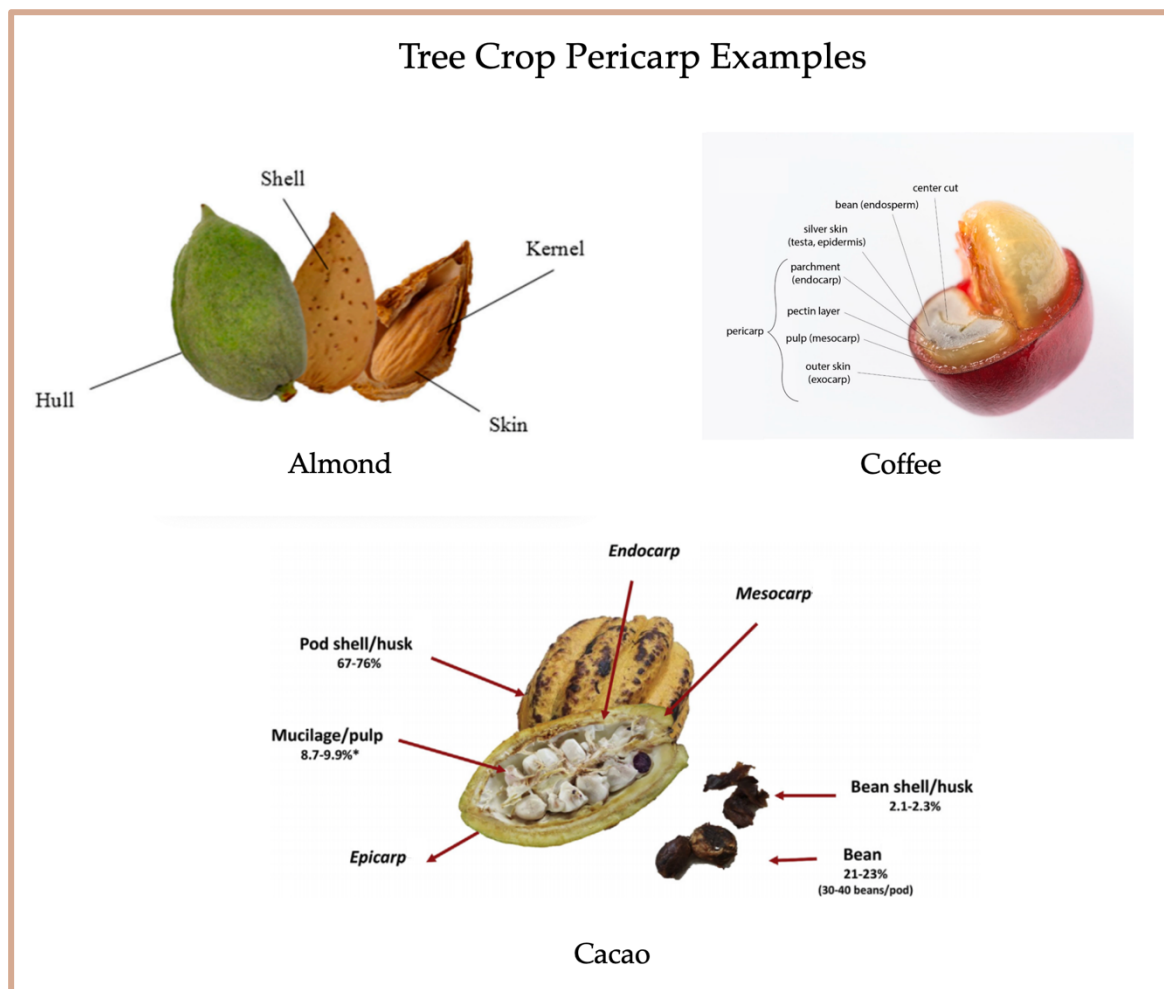 Tree Crop Pericarp Examples
Shell
Kernel
Hull
Skin
Almond
center cut
bean (endosperm)
silver skin
(testa, epidermis)
parchment
(endocarp)
pectin layer
pericarp
pulp (mesocarp)
outer skin
(exocarp)
Coffee
Endocarp
Mesocarp
Pod shell/husk
67-76%
Mucilage/pulp
8.7-9.9%*
Bean shell/husk
2.1-2.3%
Epicarp
Bean
21-23%
(30-40 beans/pod)
Cacao